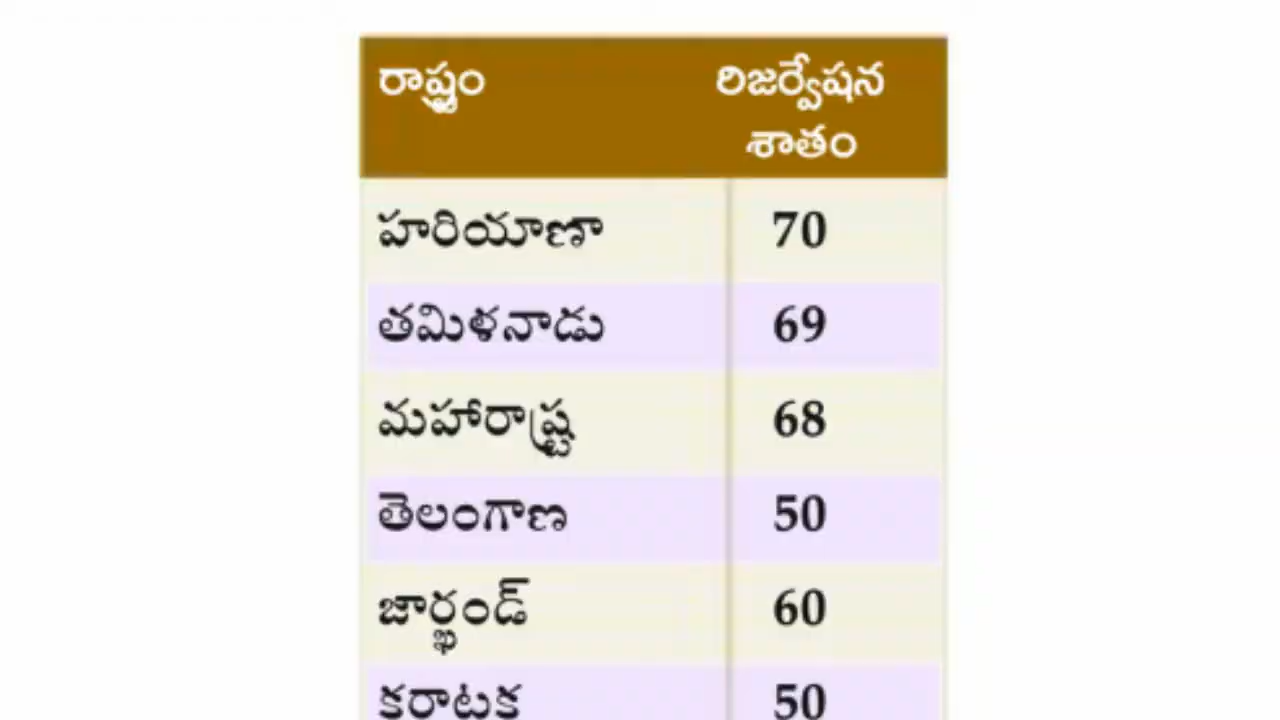 రాష్ట్రం రిజర్వేషన
శాతం
హరియాణా 70
తమిళనాడు 69
మహారాష్ట్ర 68
తెలంగాణ 50
జార్ఖండ్ 60
కరాటక 50